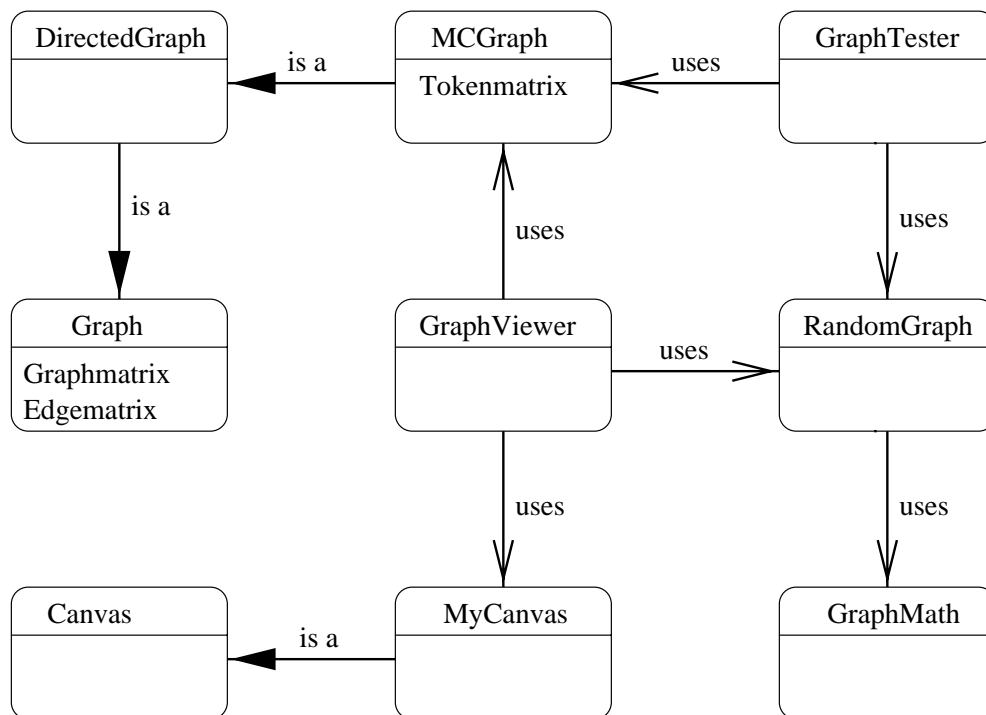 DirectedGraph
MCGraph
GraphTester
is a
uses
Tokenmatrix
is a
uses
uses
Graph
GraphViewer
RandomGraph
uses
Graphmatrix
Edgematrix
uses
uses
Canvas
MyCanvas
GraphMath
is a